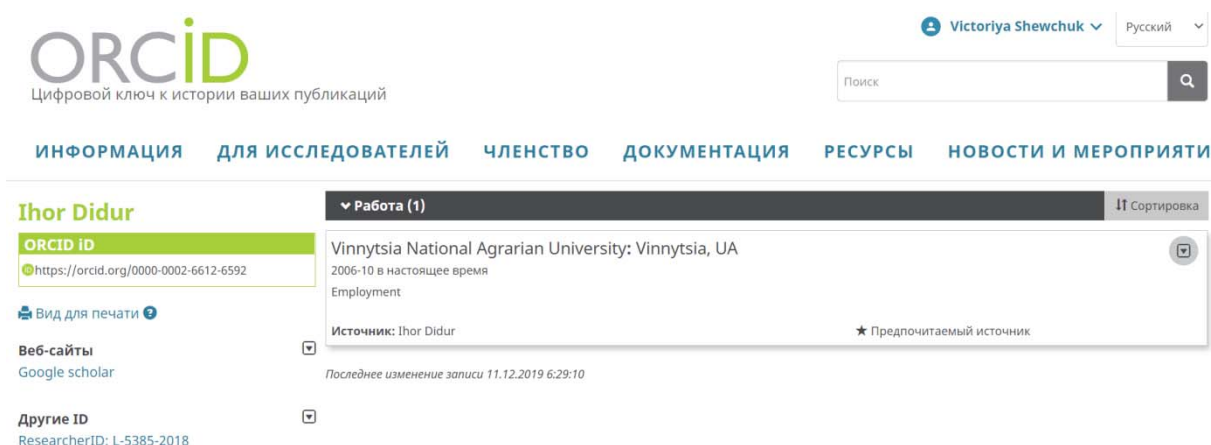 Victoriya Shewchuk
Русский
ORCiD
Цифровой ключ к истории ваших публикаций
Поиск
ИНФОРМАЦИЯ ДЛЯ ИССЛЕДОВАТЕЛЕЙ ЧЛЕНСТВО ДОКУМЕНТАЦИЯ РЕСУРСЫ НОВОСТИ И МЕРОПРИЯТИ
Ihor Didur
ORCID iD
iD https://orcid.org/0000-0002-6612-6592
Вид для печати ?
Веб-сайты
Google scholar
Другие ID
ResearcherID: L-5385-2018
Работа (1)
Сортировка
Vinnytsia National Agrarian University: Vinnytsia, UA
2006-10 в настоящее время
Employment
Источник: Ihor Didur ★ Предпочитаемый источник
Последнее изменение записи 11.12.2019 6:29:10